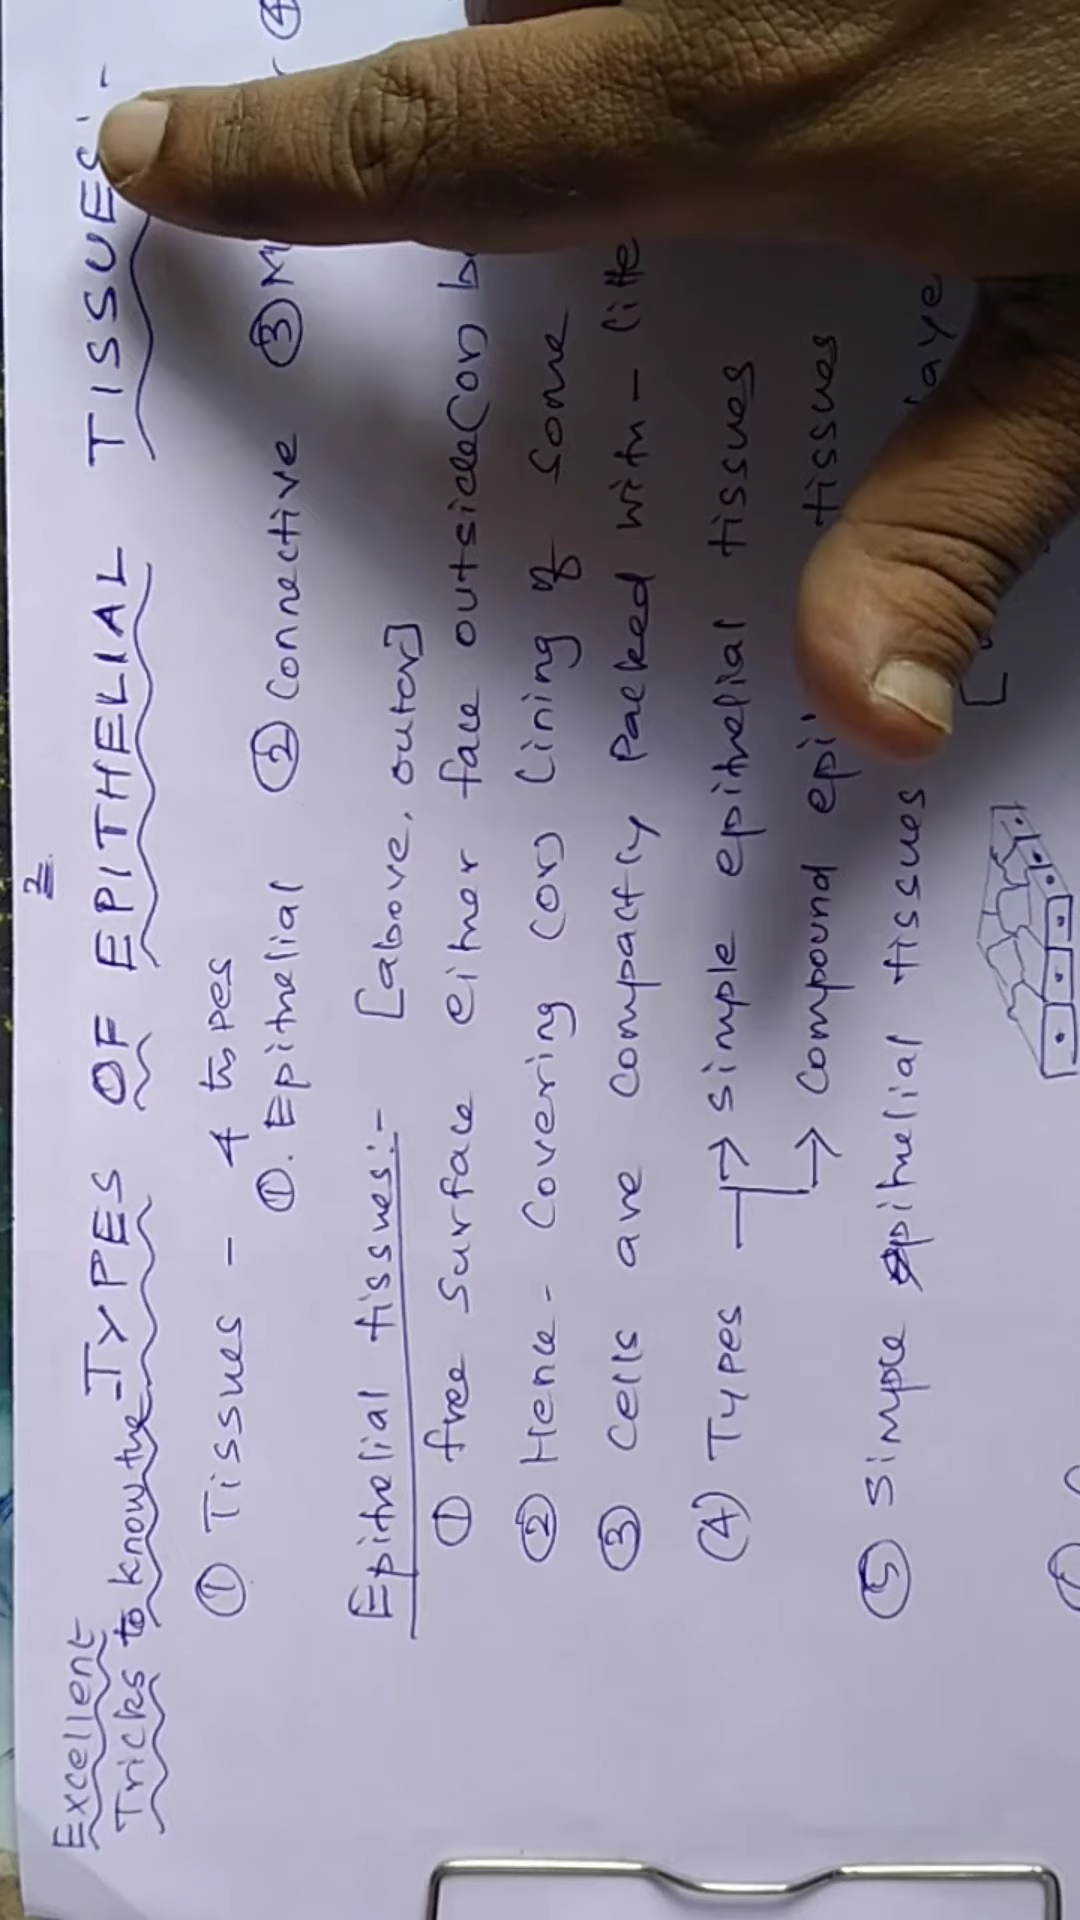 2
Excellent
Tricks to know the TYPES OF EPITHELIAL TISSUES:-
① Tissues - 4 types
①. Epithelial ② Connective ③ M ④
Epithelial tissues:- [above, outer]
① free surface either face outside (or) b
② Hence - Covering (or) lining of some
③ Cells are compactly packed with - little
④ Types → Simple epithelial tissues
→ Compound epi tissues
⑤ Simple epithelial tissues laye